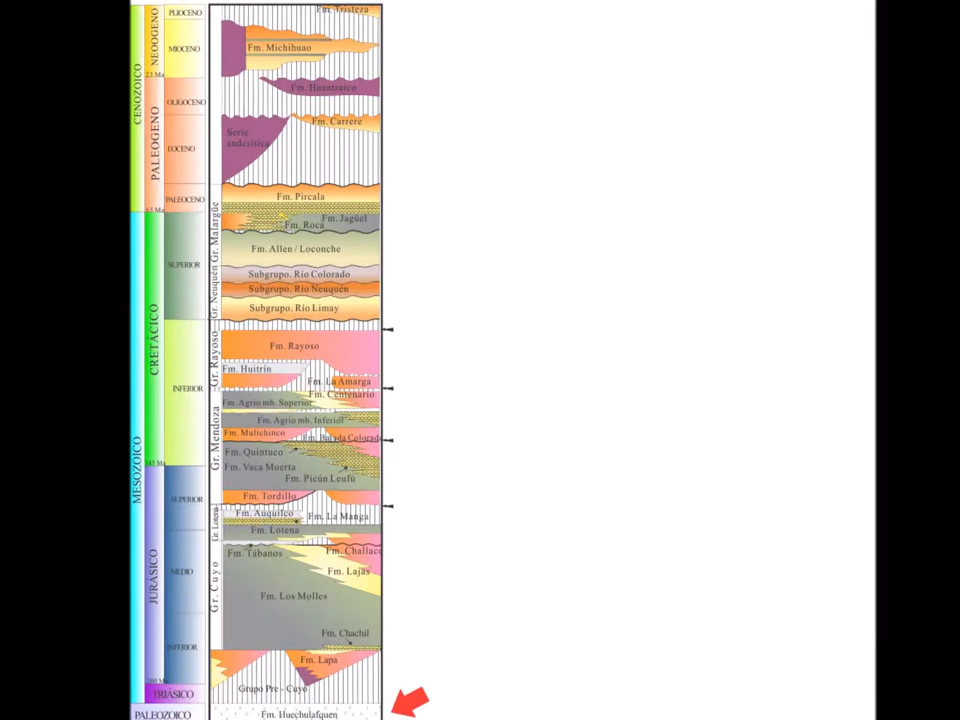 CENOZOICO
MESOZOICO
PALEOZOICO
NEOOGENO
PALEOGENO
CRETÁCICO
JURÁSICO
TRIÁSICO
PLIOCENO
MIOCENO
23 Ma
OLIGOCENO
EOCENO
PALEOCENO
65 Ma
SUPERIOR
INFERIOR
145 Ma
SUPERIOR
MEDIO
INFERIOR
Gr. Malargüe
Gr. Neuquén
Gr. Rayoso
Gr. Mendoza
Gr. Lotena
Gr. Cuyo
Fm. Tristeza
Fm. Michihuao
Fm. Huantraico
Fm. Carrere
Serie
andesítica
Fm. Pircala
Fm. Jagüel
Fm. Roca
Fm. Allen / Loconche
Subgrupo. Río Colorado
Subgrupo. Río Neuquén
Subgrupo. Río Limay
Fm. Rayoso
Fm. Huitrín
Fm. La Amarga
Fm. Centenario
Fm. Agrio mb. Superior
Fm. Agrio mb. Inferior
Fm. Mulichinco
Fm. Bajada Colorada
Fm. Quintuco
Fm. Vaca Muerta
Fm. Picún Leufú
Fm. Tordillo
Fm. Auquilco
Fm. La Manga
Fm. Lotena
Fm. Tábanos
Fm. Challacó
Fm. Lajas
Fm. Los Molles
Fm. Chachil
Fm. Lapa
Grupo Pre - Cuyo
Fm. Huechulafquen